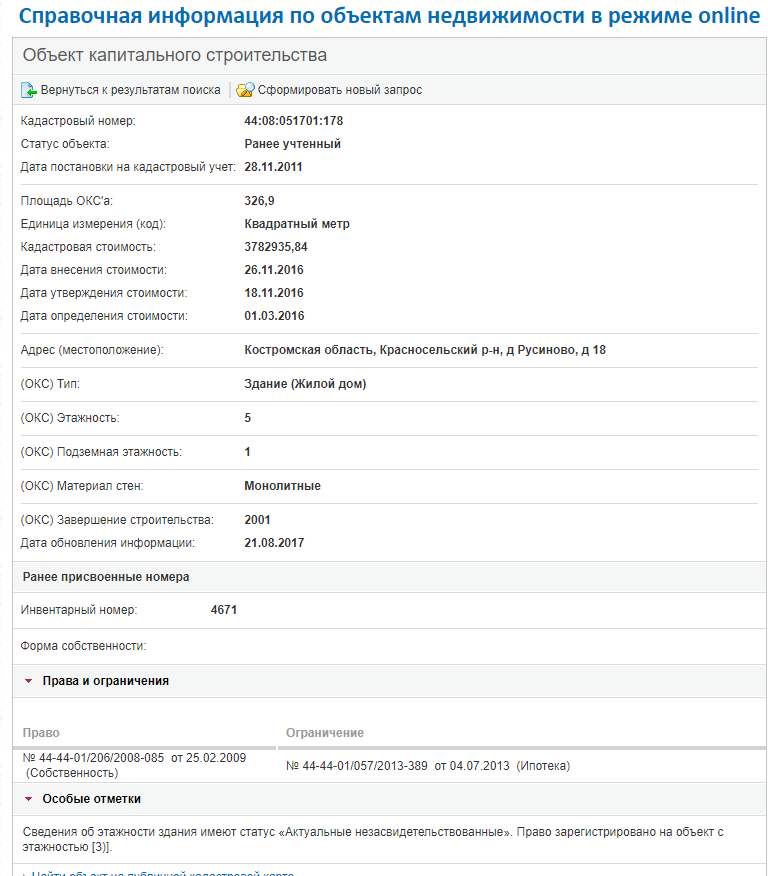 Справочная информация по объектам недвижимости в режиме online
Объект капитального строительства
Вернуться к результатам поиска | Сформировать новый запрос
Кадастровый номер: 44:08:051701:178
Статус объекта: Ранее учтенный
Дата постановки на кадастровый учет: 28.11.2011
Площадь ОКС'а: 326,9
Единица измерения (код): Квадратный метр
Кадастровая стоимость: 3782935,84
Дата внесения стоимости: 26.11.2016
Дата утверждения стоимости: 18.11.2016
Дата определения стоимости: 01.03.2016
Адрес (местоположение): Костромская область, Красносельский р-н, д Русиново, д 18
(ОКС) Тип: Здание (Жилой дом)
(ОКС) Этажность: 5
(ОКС) Подземная этажность: 1
(ОКС) Материал стен: Монолитные
(ОКС) Завершение строительства: 2001
Дата обновления информации: 21.08.2017
Ранее присвоенные номера
Инвентарный номер: 4671
Форма собственности:
Права и ограничения
Право Ограничение
№ 44-44-01/206/2008-085 от 25.02.2009
(Собственность)
№ 44-44-01/057/2013-389 от 04.07.2013 (Ипотека)
Особые отметки
Сведения об этажности здания имеют статус «Актуальные незасвидетельствованные». Право зарегистрировано на объект с
этажностью [3)].
Найти объект на публичной кадастровой карте